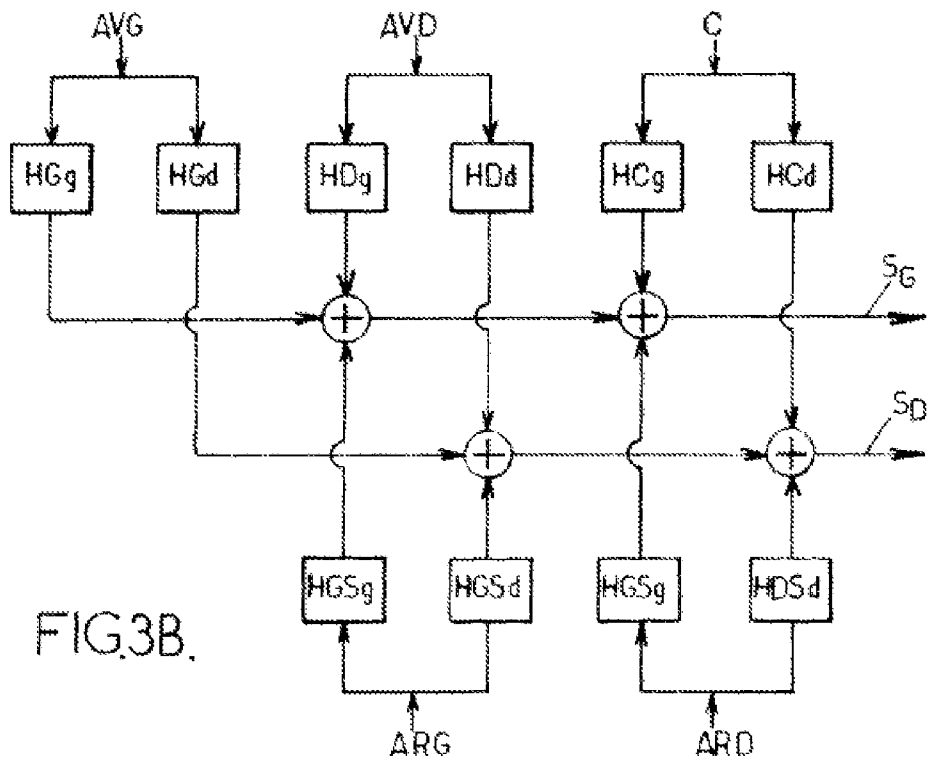 AVG AVD C
HGg HGd HDg HDd HCg HCd
SG
SD
HGSg HGSd HGSg HDSd
FIG.3B.
ARG ARD